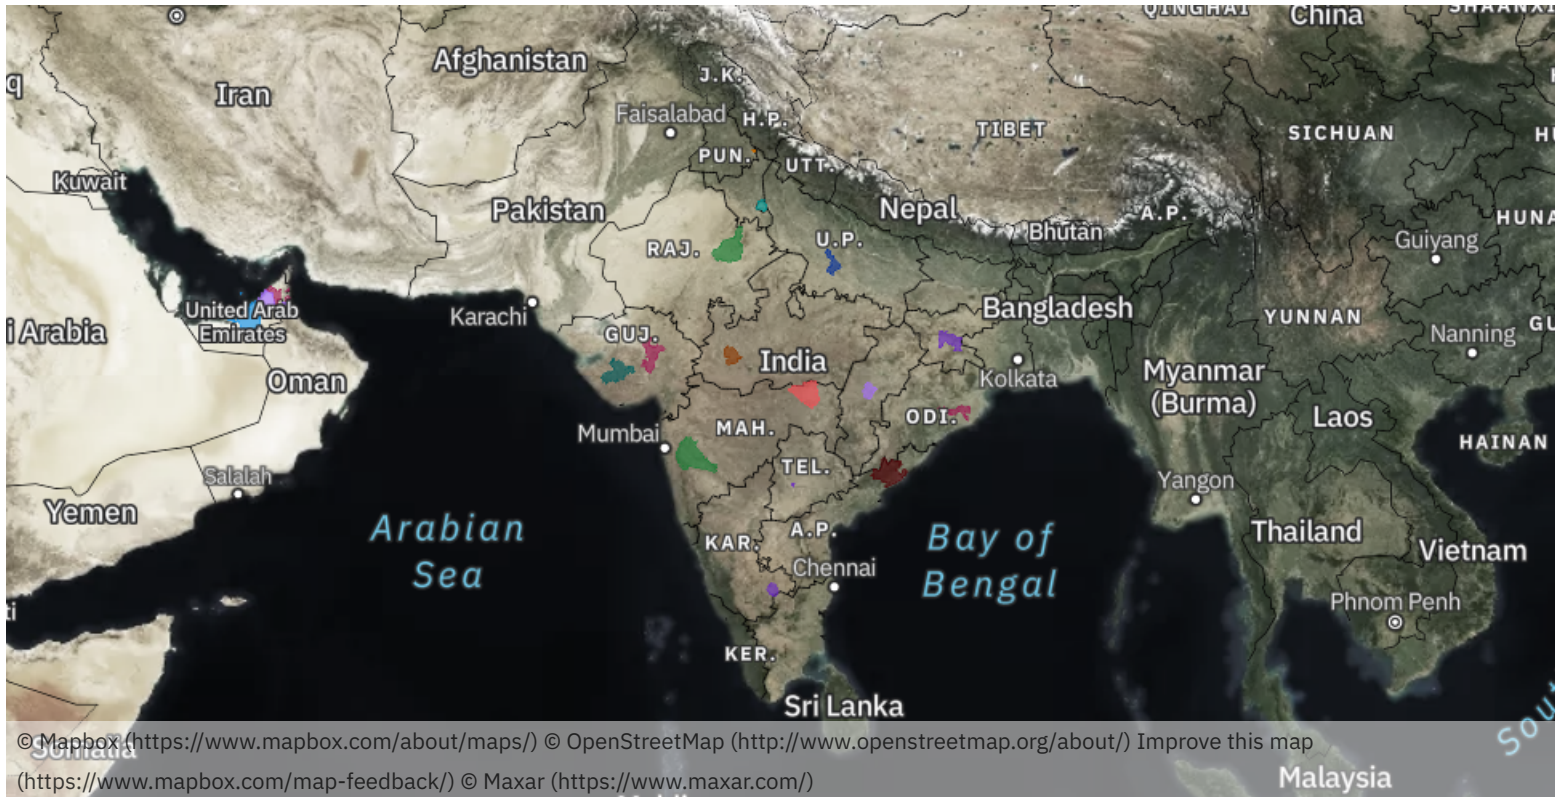 QINGHAI
China
Afghanistan
J.K.
Iran
Faisalabad
H.P.
TIBET
SICHUAN
PUN.
UTT.
Kuwait
Pakistan
Nepal
A.P.
Bhutan
HUNA
RAJ.
U.P.
Guiyang
United Arab
Emirates
Karachi
Bangladesh
YUNNAN
i Arabia
GUJ.
India
Nanning
GU
Oman
Kolkata
Myanmar
(Burma)
Laos
Mumbai
MAH.
ODI.
HAINAN
TEL.
Salalah
Yangon
Yemen
Arabian
Sea
KAR.
A.P.
Bay of
Bengal
Thailand
Vietnam
Chennai
Phnom Penh
KER.
Sri Lanka
Sou
Somalia
© Mapbox (https://www.mapbox.com/about/maps/) © OpenStreetMap (http://www.openstreetmap.org/about/) Improve this map
(https://www.mapbox.com/map-feedback/) © Maxar (https://www.maxar.com/)
Malaysia